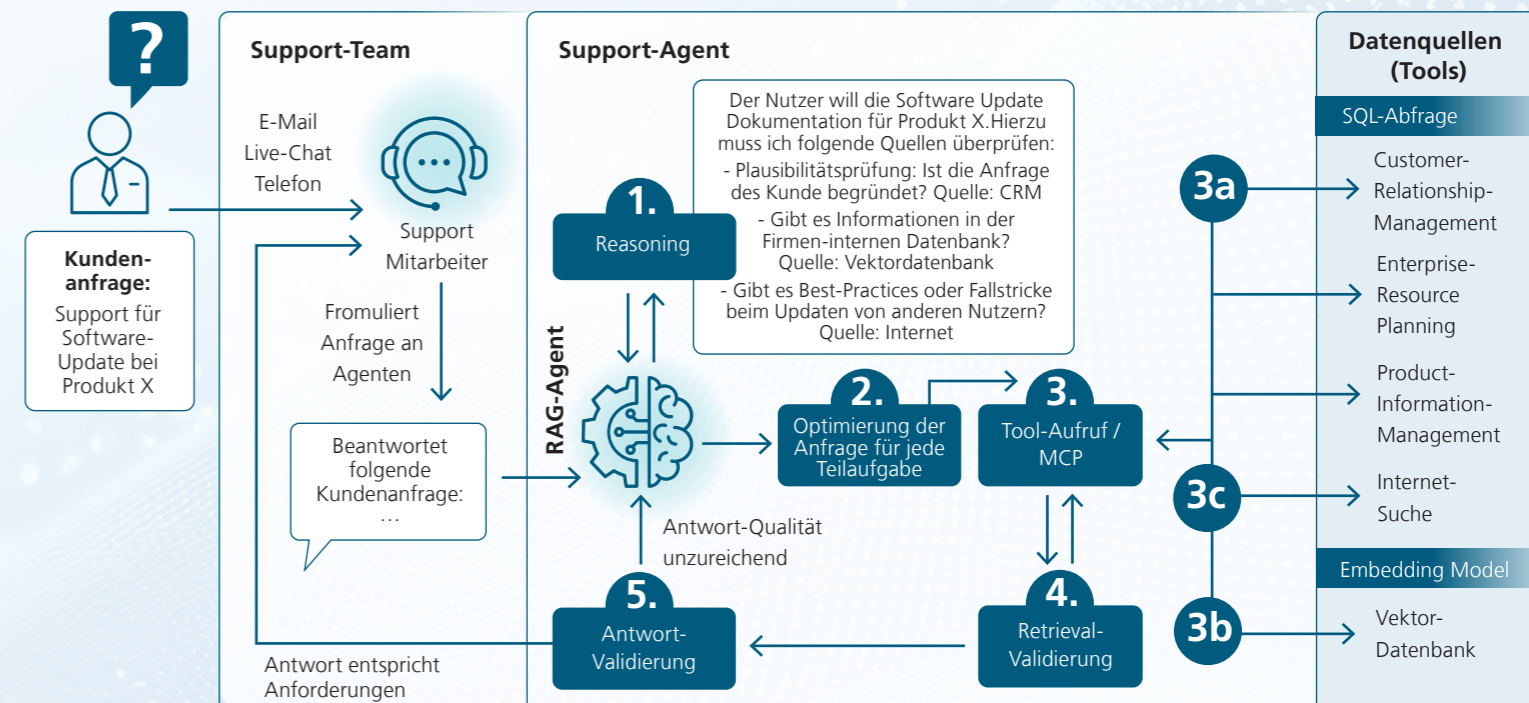 ?
Kunden-
anfrage:
Support für
Software-
Update bei
Produkt X
Support-Team
E-Mail
Live-Chat
Telefon
Support
Mitarbeiter
Fromuliert
Anfrage an
Agenten
Beantwortet
folgende
Kundenanfrage:
...
Antwort entspricht
Anforderungen
Support-Agent
RAG-Agent
1.
Reasoning
Der Nutzer will die Software Update
Dokumentation für Produkt X.Hierzu
muss ich folgende Quellen überprüfen:
- Plausibilitätsprüfung: Ist die Anfrage
des Kunde begründet? Quelle: CRM
- Gibt es Informationen in der
Firmen-internen Datenbank?
Quelle: Vektordatenbank
- Gibt es Best-Practices oder Fallstricke
beim Updaten von anderen Nutzern?
Quelle: Internet
2.
Optimierung der
Anfrage für jede
Teilaufgabe
3.
Tool-Aufruf /
MCP
4.
Retrieval-
Validierung
5.
Antwort-
Validierung
Antwort-Qualität
unzureichend
3a
3c
3b
Datenquellen
(Tools)
SQL-Abfrage
Customer-
Relationship-
Management
Enterprise-
Resource
Planning
Product-
Information-
Management
Internet-
Suche
Embedding Model
Vektor-
Datenbank